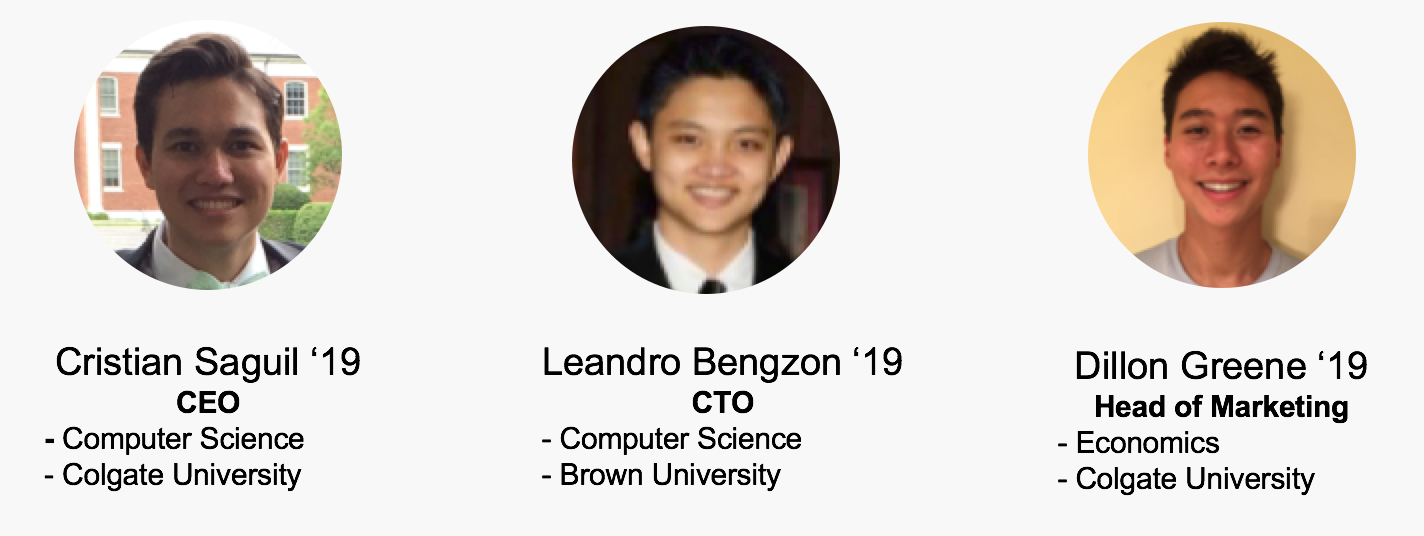 Cristian Saguil ‘19
CEO
- Computer Science
- Colgate University
Leandro Bengzon ‘19
CTO
- Computer Science
- Brown University
Dillon Greene ‘19
Head of Marketing
- Economics
- Colgate University